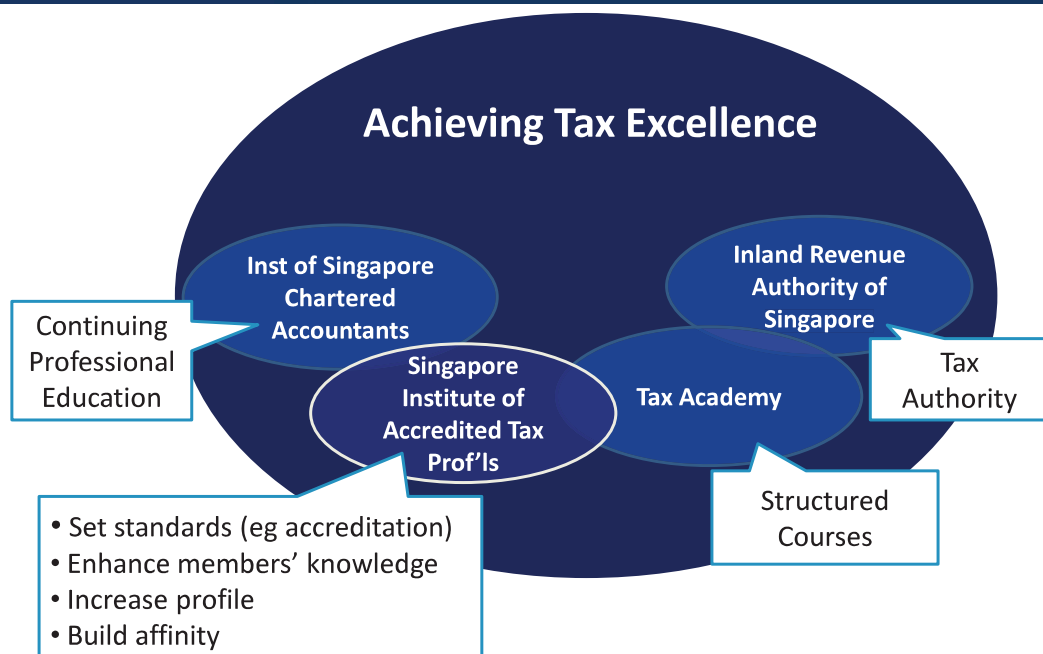 Achieving Tax Excellence
Inst of Singapore
Chartered
Accountants
Inland Revenue
Authority of
Singapore
Continuing
Professional
Education
Singapore
Institute of
Accredited Tax
Prof'ls
Tax Academy
Tax
Authority
Structured
Courses
• Set standards (eg accreditation)
• Enhance members' knowledge
• Increase profile
• Build affinity